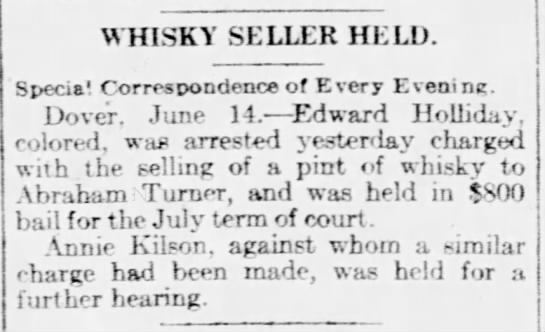 WHISKY SELLER HELD.
Special Correspondence of Every Evening.
Dover, June 14.—Edward Holliday,
colored, was arrested yesterday charged
with the selling of a pint of whisky to
Abraham Turner, and was held in $800
bail for the July term of court.
Annie Kilson, against whom a similar
charge had been made, was held for a
further hearing.